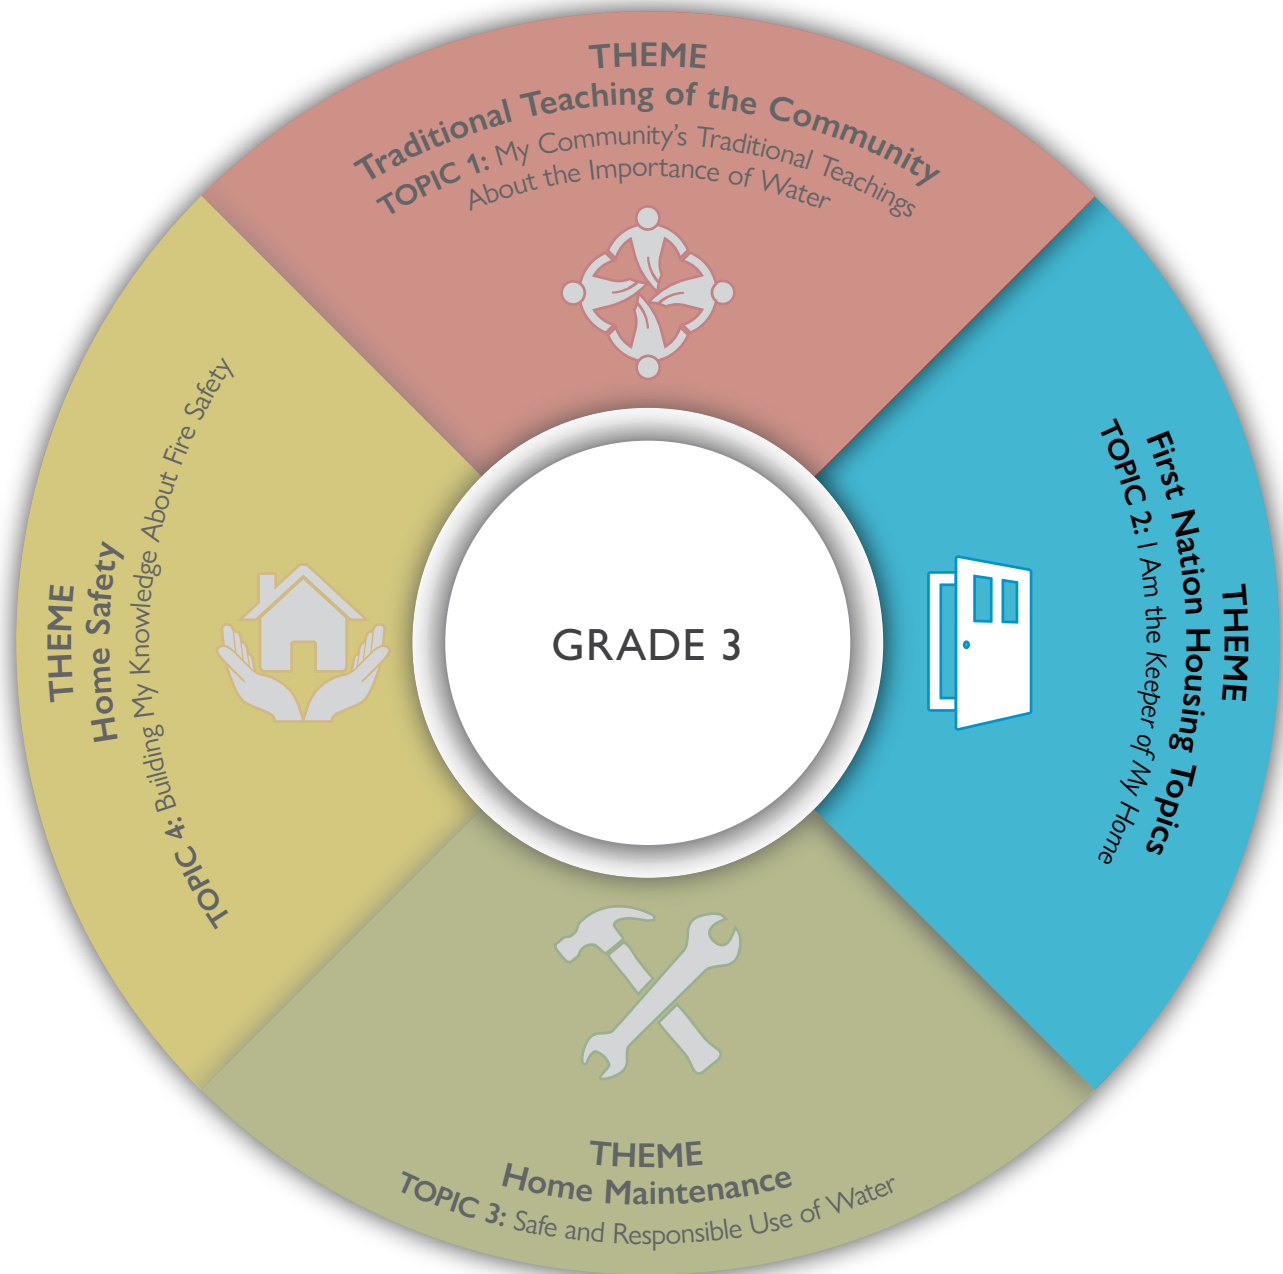 THEME
Traditional Teaching of the Community
TOPIC 1: My Community’s Traditional Teachings
About the Importance of Water
THEME
First Nation Housing Topics
TOPIC 2: I Am the Keeper of My Home
THEME
Home Maintenance
TOPIC 3: Safe and Responsible Use of Water
THEME
Home Safety
TOPIC 4: Building My Knowledge About Fire Safety
GRADE 3